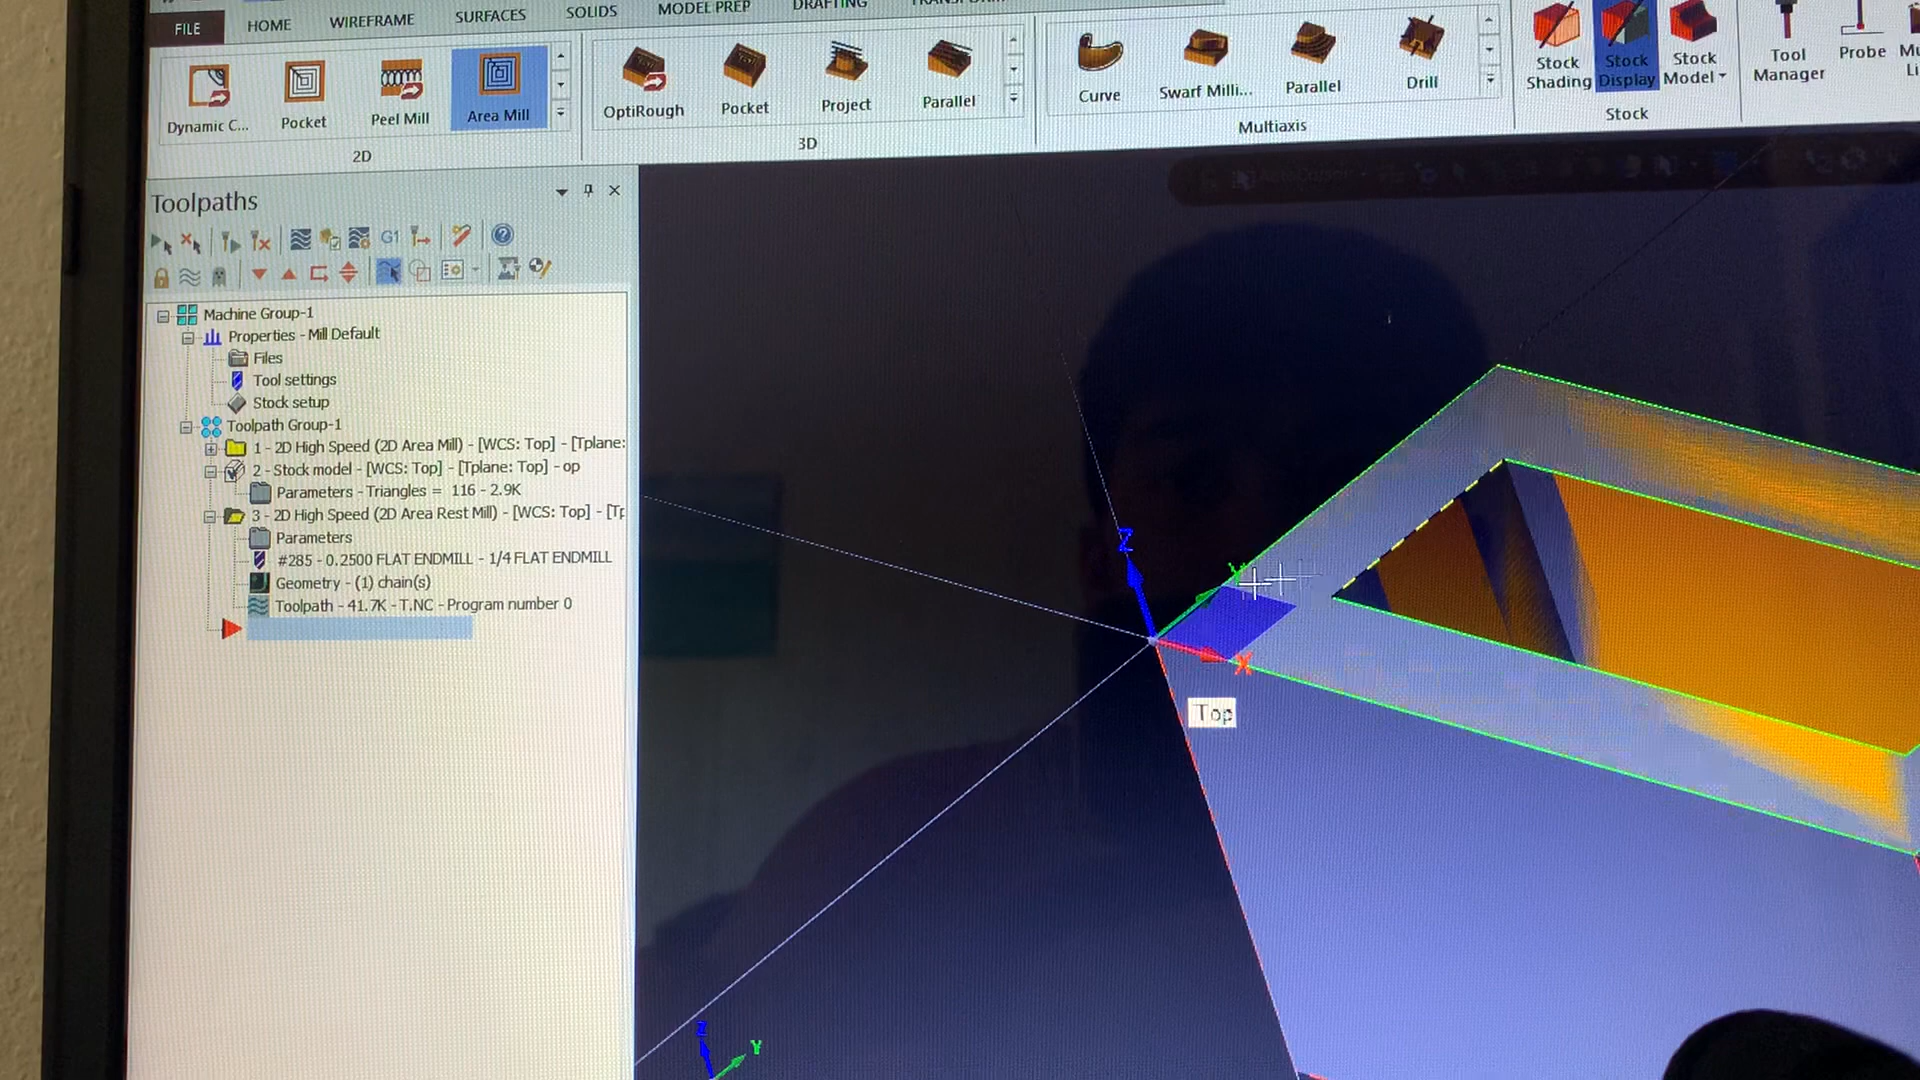 FILE
HOME
WIREFRAME
SURFACES
SOLIDS
MODEL PREP
DRAFTING
Dynamic C...
Pocket
Peel Mill
Area Mill
2D
OptiRough
Pocket
Project
Parallel
3D
Curve
Swarf Milli...
Parallel
Drill
Multiaxis
Stock Shading
Stock Display
Stock Model
Stock
Tool Manager
Probe
Toolpaths
G1
Machine Group-1
Properties - Mill Default
Files
Tool settings
Stock setup
Toolpath Group-1
1 - 2D High Speed (2D Area Mill) - [WCS: Top] - [Tplane:
2 - Stock model - [WCS: Top] - [Tplane: Top] - op
Parameters - Triangles = 116 - 2.9K
3 - 2D High Speed (2D Area Rest Mill) - [WCS: Top] - [Tp
Parameters
#285 - 0.2500 FLAT ENDMILL - 1/4 FLAT ENDMILL
Geometry - (1) chain(s)
Toolpath - 41.7K - T.NC - Program number 0
Z
Y
X
Top
Z
Y